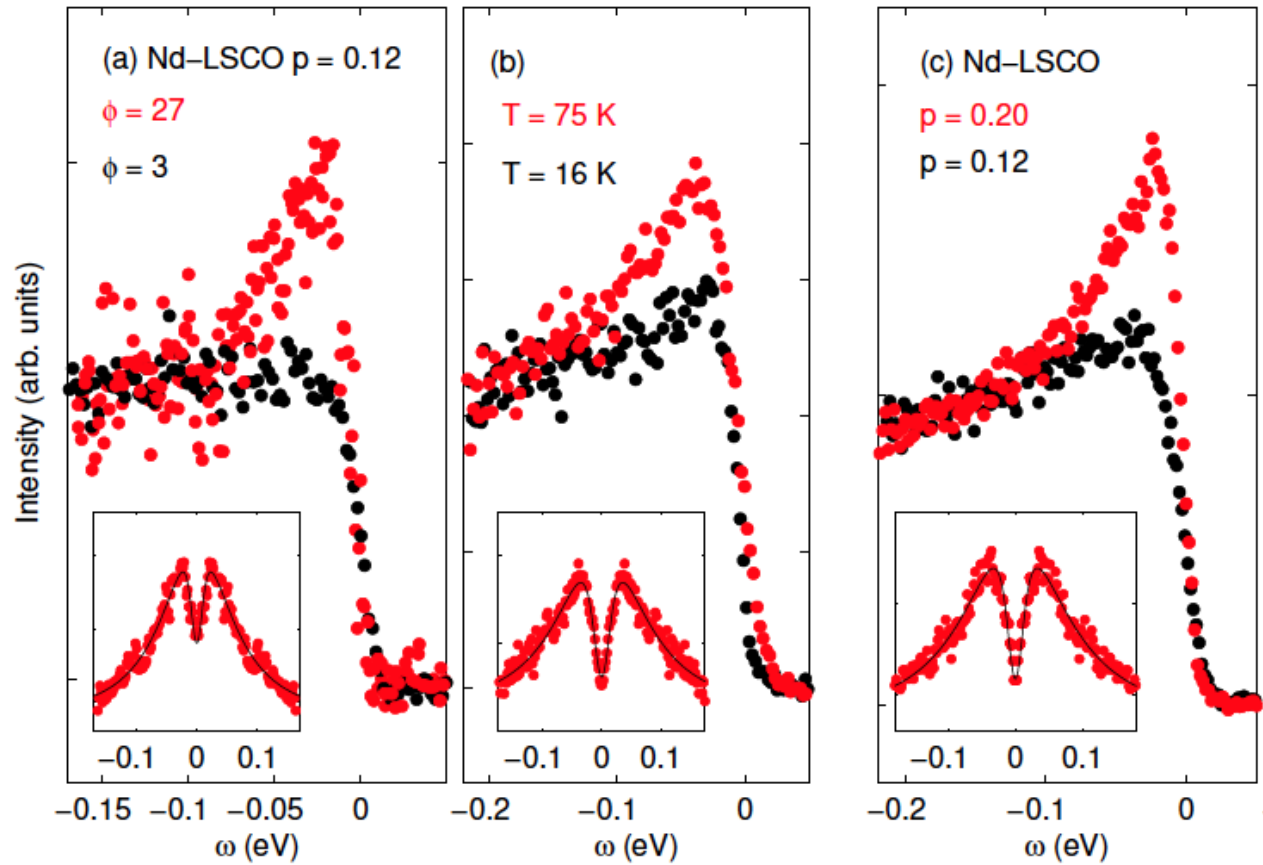 Intensity (arb. units)
(a) Nd−LSCO p = 0.12
ϕ = 27
ϕ = 3
−0.1 0 0.1
−0.15 −0.1 −0.05 0
ω (eV)
(b)
T = 75 K
T = 16 K
−0.1 0 0.1
−0.2 −0.1 0
ω (eV)
(c) Nd−LSCO
p = 0.20
p = 0.12
−0.1 0 0.1
−0.2 −0.1 0
ω (eV)